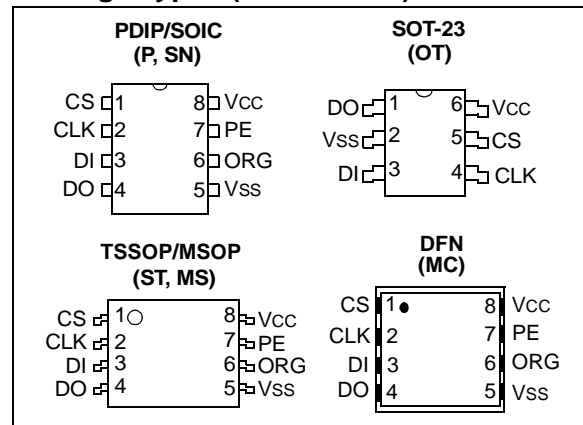 PDIP/SOIC
(P, SN)
CS 1 8 VCC
CLK 2 7 PE
DI 3 6 ORG
DO 4 5 VSS
SOT-23
(OT)
DO 1 6 VCC
VSS 2 5 CS
DI 3 4 CLK
TSSOP/MSOP
(ST, MS)
CS 1 8 VCC
CLK 2 7 PE
DI 3 6 ORG
DO 4 5 VSS
DFN
(MC)
CS 1 8 VCC
CLK 2 7 PE
DI 3 6 ORG
DO 4 5 VSS